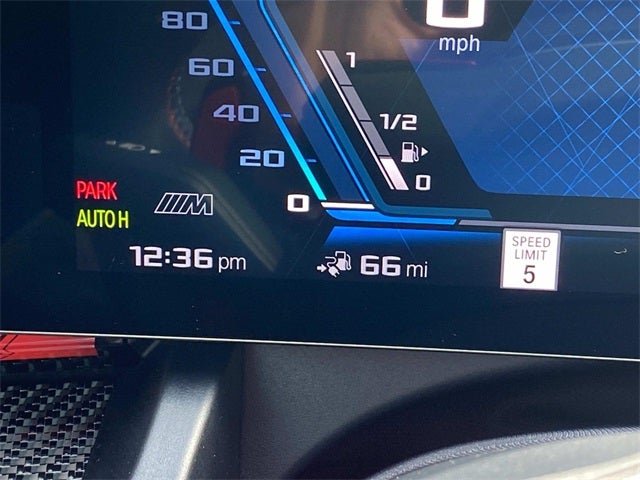 80
0
mph
60
1
40
1/2
20
0
PARK
AUTO H
M
0
12:36 pm
66 mi
SPEED
LIMIT
5